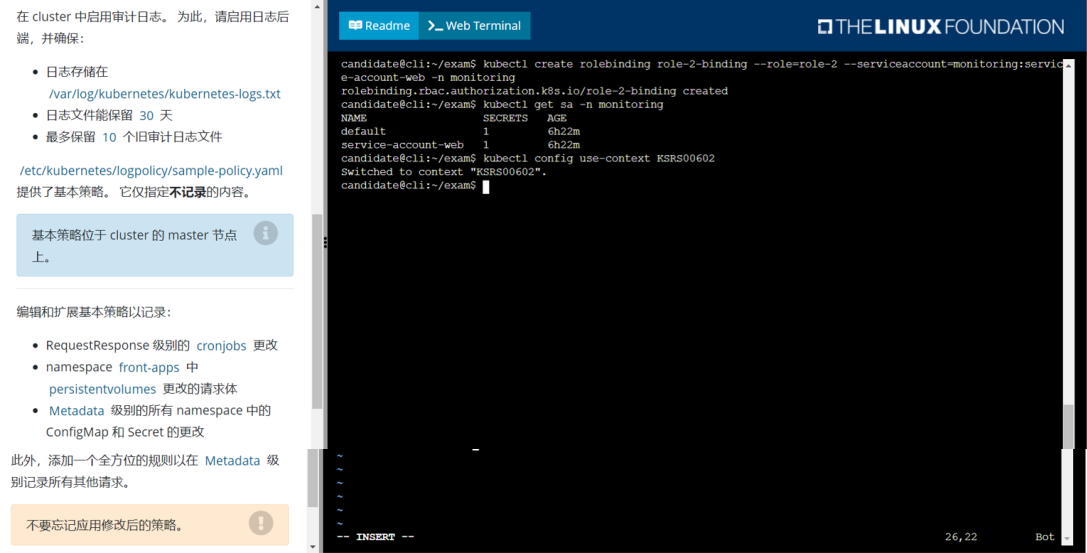 在 cluster 中启用审计日志。 为此，请启用日志后
端，并确保：
日志存储在
/var/log/kubernetes/kubernetes-logs.txt
日志文件能保留 30 天
最多保留 10 个旧审计日志文件
/etc/kubernetes/logpolicy/sample-policy.yaml
提供了基本策略。 它仅指定不记录的内容。
基本策略位于 cluster 的 master 节点
上。
编辑和扩展基本策略以记录：
RequestResponse 级别的 cronjobs 更改
namespace front-apps 中
persistentvolumes 更改的请求体
Metadata 级别的所有 namespace 中的
ConfigMap 和 Secret 的更改
此外，添加一个全方位的规则以在 Metadata 级
别记录所有其他请求。
不要忘记应用修改后的策略。
Readme
Web Terminal
THE LINUX FOUNDATION
candidate@cli:~/exam$ kubectl create rolebinding role-2-binding --role=role-2 --serviceaccount=monitoring:servic
e-account-web -n monitoring
rolebinding.rbac.authorization.k8s.io/role-2-binding created
candidate@cli:~/exam$ kubectl get sa -n monitoring
NAME SECRETS AGE
default 1 6h22m
service-account-web 1 6h22m
candidate@cli:~/exam$ kubectl config use-context KSRS00602
Switched to context "KSRS00602".
candidate@cli:~/exam$
~
~
~
~
~
~
-- INSERT -- 26,22 Bot